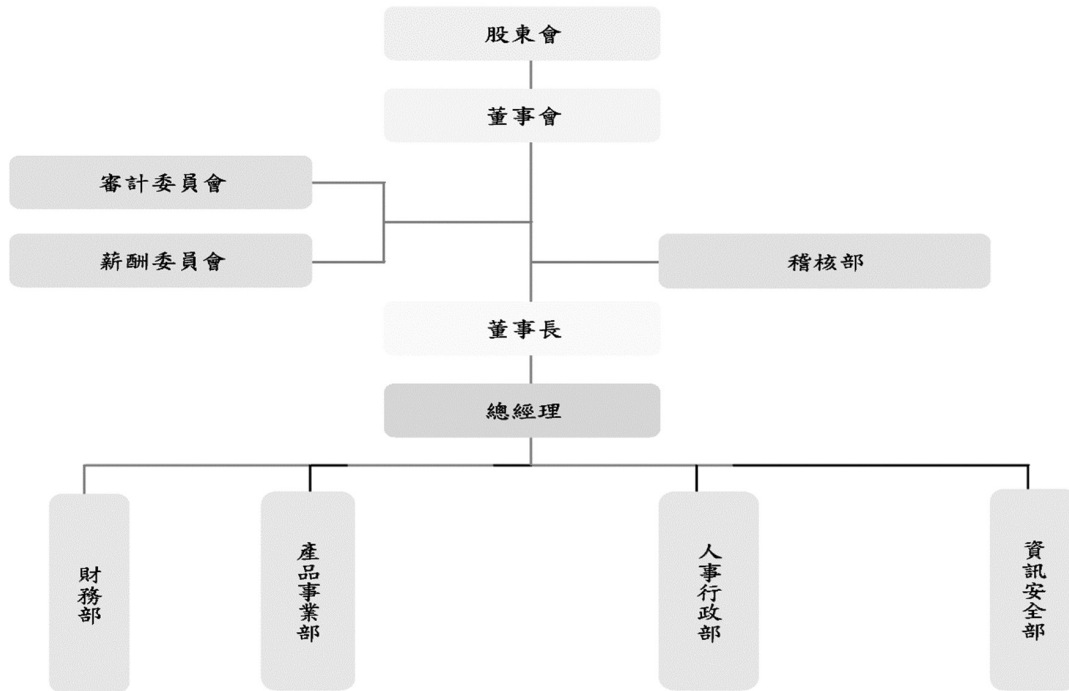 股東會
董事會
審計委員會
薪酬委員會
稽核部
董事長
總經理
財務部
產品事業部
人事行政部
資訊安全部